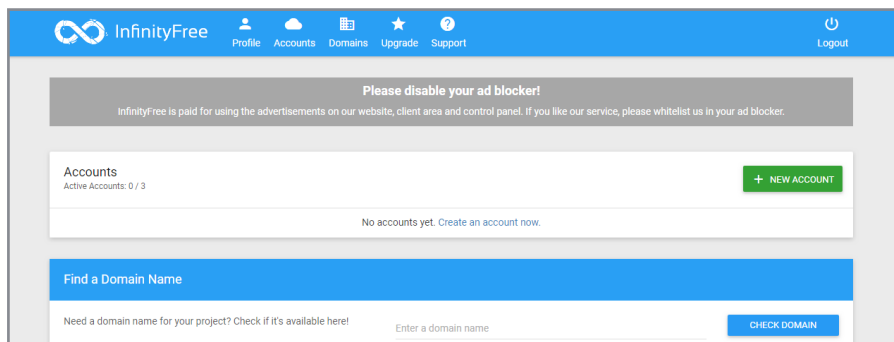 InfinityFree
Profile Accounts Domains Upgrade Support
Logout
Please disable your ad blocker!
InfinityFree is paid for using the advertisements on our website, client area and control panel. If you like our service, please whitelist us in your ad blocker.
Accounts
Active Accounts: 0 / 3
+ NEW ACCOUNT
No accounts yet. Create an account now.
Find a Domain Name
Need a domain name for your project? Check if it's available here!
Enter a domain name
CHECK DOMAIN